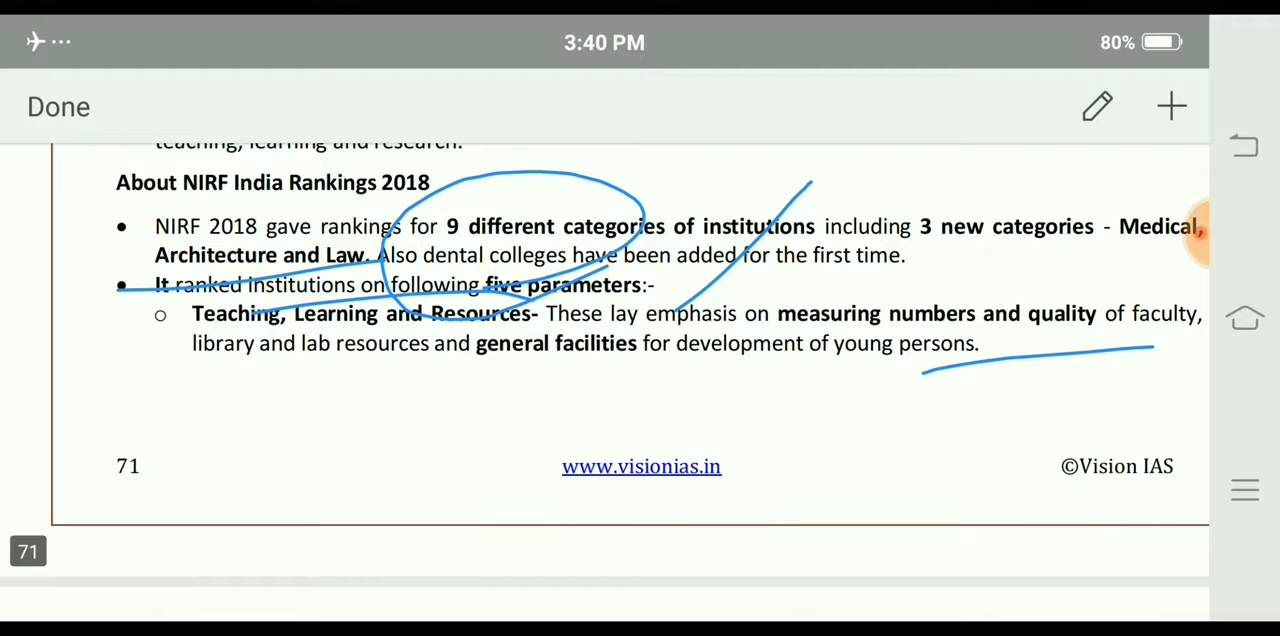 3:40 PM
80%
Done
teaching, learning and research.
About NIRF India Rankings 2018
• NIRF 2018 gave rankings for 9 different categories of institutions including 3 new categories - Medical,
Architecture and Law. Also dental colleges have been added for the first time.
• It ranked institutions on following five parameters:-
o Teaching, Learning and Resources- These lay emphasis on measuring numbers and quality of faculty,
library and lab resources and general facilities for development of young persons.
71 www.visionias.in ©Vision IAS
71